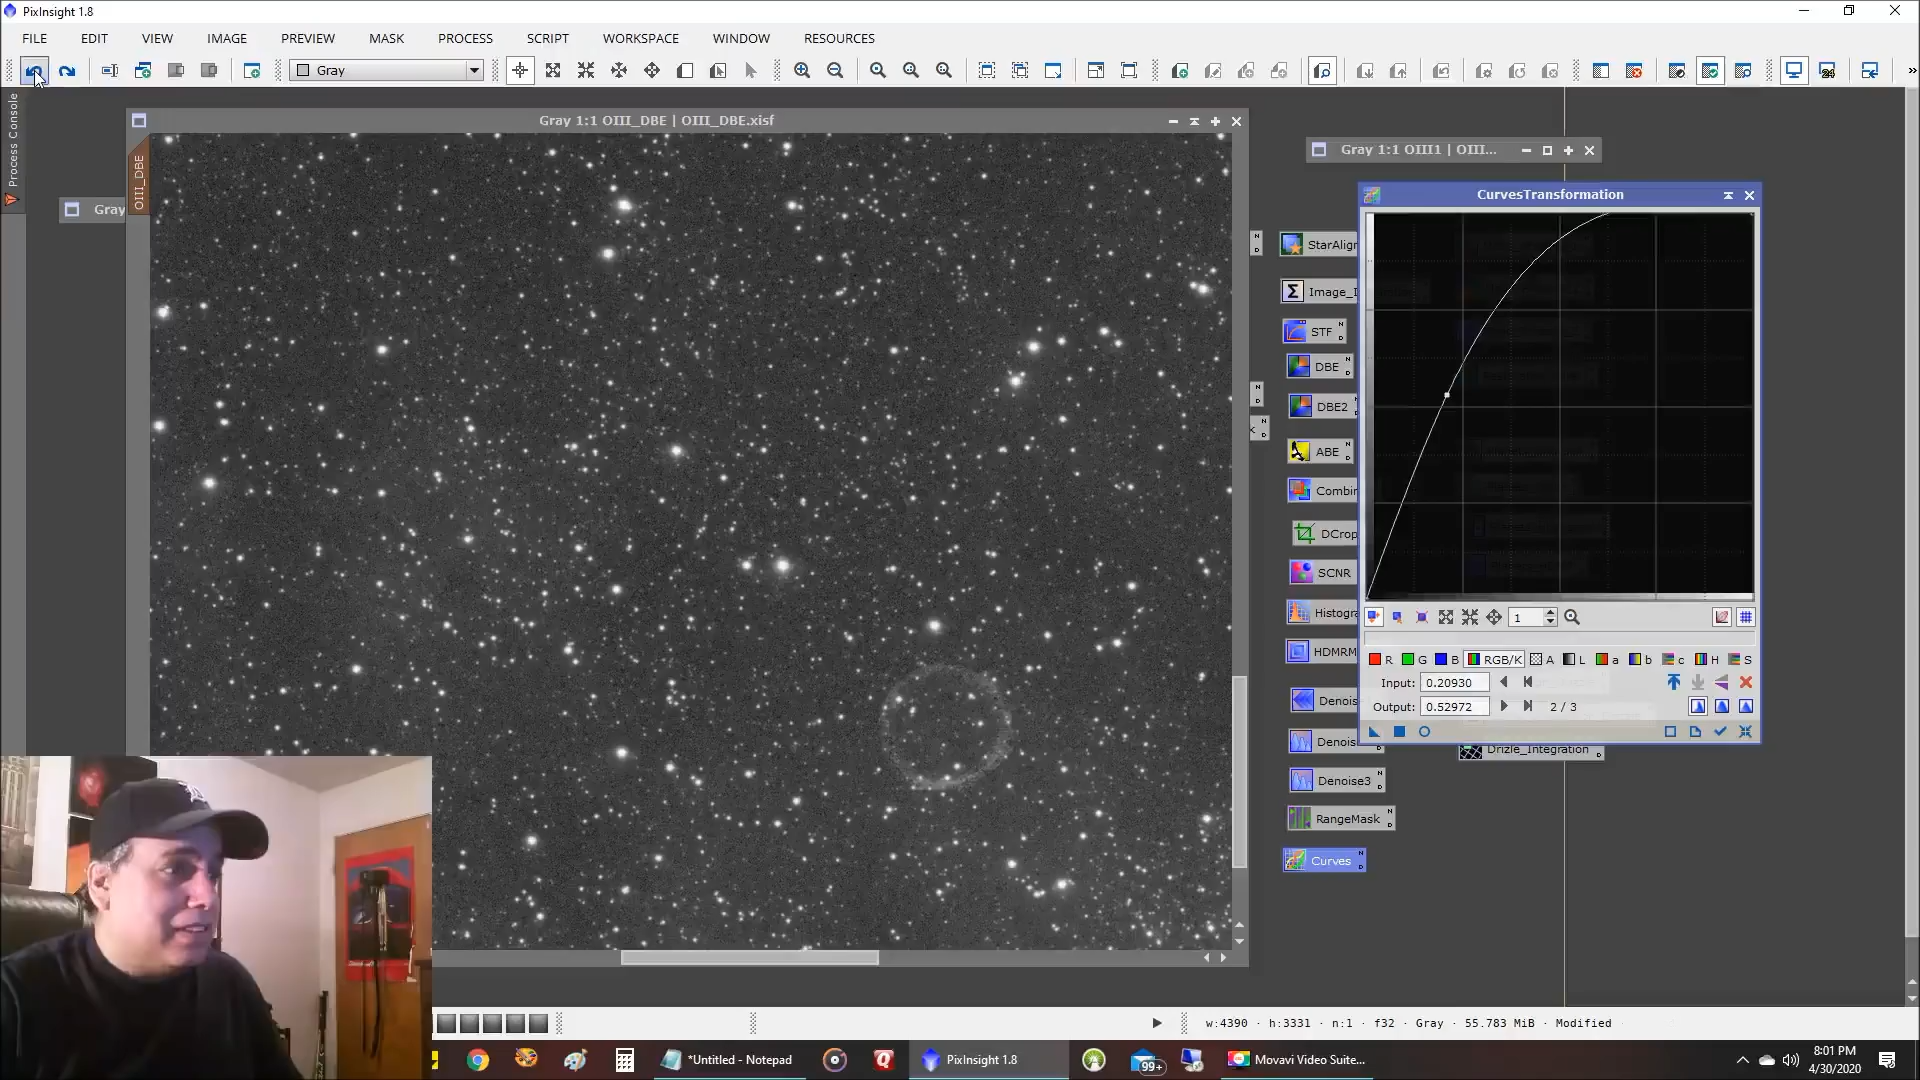 PixInsight 1.8
FILE EDIT VIEW IMAGE PREVIEW MASK PROCESS SCRIPT WORKSPACE WINDOW RESOURCES
Gray
24
Process Console
Gray 1:1 OIII_DBE | OIII_DBE.xisf
OIII_DBE
Gray
Gray 1:1 OIII1 | OIII...
CurvesTransformation
StarAlign
Image_I
STF
DBE
DBE2
ABE
Combin
DCrop
SCNR
Histogra
HDMRM
Denois
Denois
Denoise3
RangeMask
Curves
1
R G B RGB/K A L a b c H S
Input: 0.20930
Output: 0.52972 2 / 3
Drizle_Integration
w:4390 · h:3331 · n:1 · f32 · Gray · 55.783 MiB · Modified
*Untitled - Notepad
PixInsight 1.8
99+
Movavi Video Suite...
8:01 PM
4/30/2020